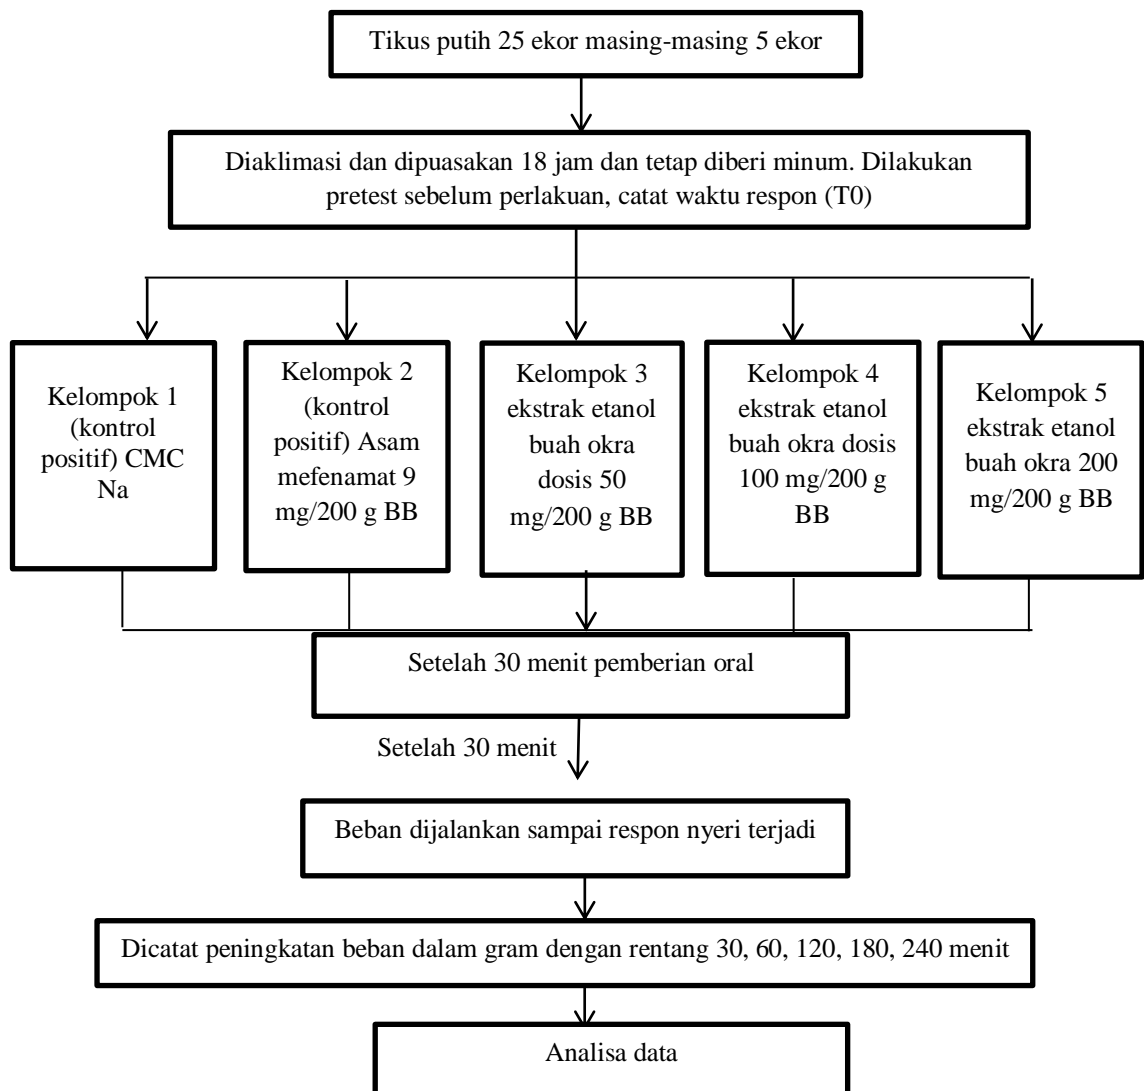 Tikus putih 25 ekor masing-masing 5 ekor
Diaklimasi dan dipuasakan 18 jam dan tetap diberi minum. Dilakukan
pretest sebelum perlakuan, catat waktu respon (T0)
Kelompok 1
(kontrol
positif) CMC
Na
Kelompok 2
(kontrol
positif) Asam
mefenamat 9
mg/200 g BB
Kelompok 3
ekstrak etanol
buah okra
dosis 50
mg/200 g BB
Kelompok 4
ekstrak etanol
buah okra dosis
100 mg/200 g
BB
Kelompok 5
ekstrak etanol
buah okra 200
mg/200 g BB
Setelah 30 menit pemberian oral
Setelah 30 menit
Beban dijalankan sampai respon nyeri terjadi
Dicatat peningkatan beban dalam gram dengan rentang 30, 60, 120, 180, 240 menit
Analisa data